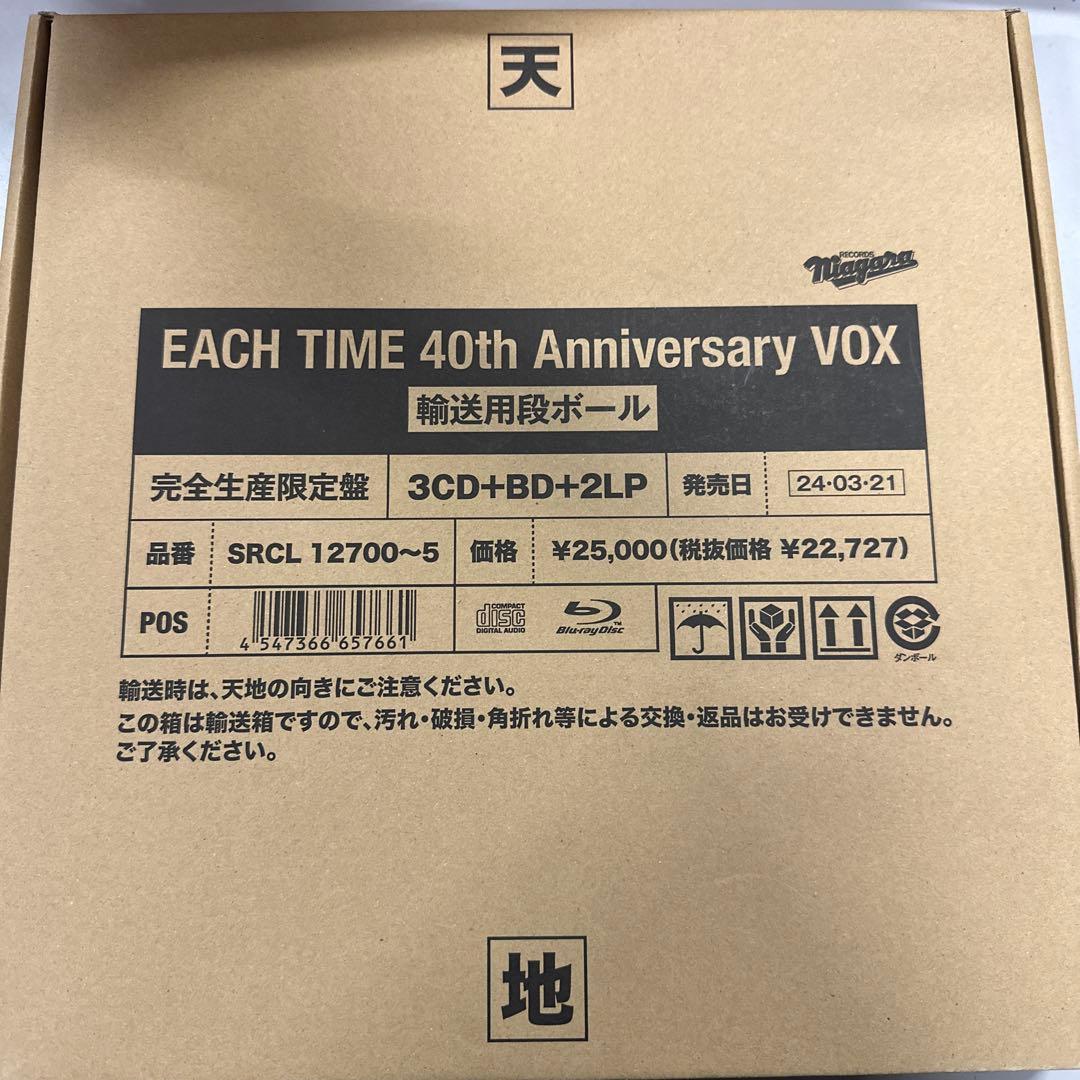 天
RECORDS
Niagara
EACH TIME 40th Anniversary VOX
輸送用段ボール
完全生産限定盤 3CD+BD+2LP 発売日 24・03・21
品番 SRCL 12700〜5 価格 ¥25,000(税抜価格 ¥22,727)
POS 4 547366 657661 COMPACT disc DIGITAL AUDIO Blu-ray Disc TM
ダンボール
輸送時は、天地の向きにご注意ください。
この箱は輸送箱ですので、汚れ・破損・角折れ等による交換・返品はお受けできません。
ご了承ください。
地